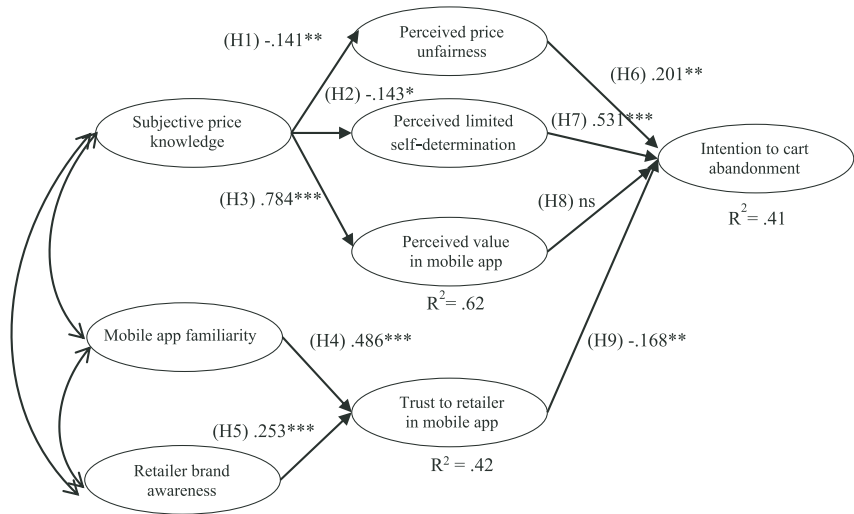 (H1) -.141**
Perceived price
unfairness
(H6) .201**
(H2) -.143*
Subjective price
knowledge
Perceived limited
self-determination
(H7) .531***
Intention to cart
abandonment
R2= .41
(H3) .784***
(H8) ns
Perceived value
in mobile app
R2= .62
Mobile app familiarity
(H4) .486***
(H9) -.168**
Trust to retailer
in mobile app
(H5) .253***
R2 = .42
Retailer brand
awareness